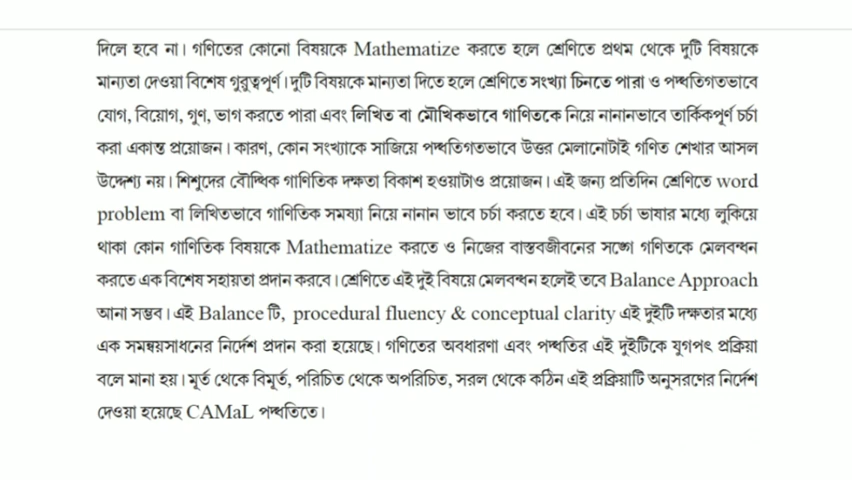 দিলে হবে না। গণিতের কোনো বিষয়কে Mathematize করতে হলে শ্রেণিতে প্রথম থেকে দুটি বিষয়কে
মান্যতা দেওয়া বিশেষ গুরুত্বপূর্ণ। দুটি বিষয়কে মান্যতা দিতে হলে শ্রেণিতে সংখ্যা চিনতে পারা ও পদ্ধতিগতভাবে
যোগ, বিয়োগ, গুণ, ভাগ করতে পারা এবং লিখিত বা মৌখিকভাবে গাণিতকে নিয়ে নানানভাবে তার্কিকপূর্ণ চর্চা
করা একান্ত প্রয়োজন। কারণ, কোন সংখ্যাকে সাজিয়ে পদ্ধতিগতভাবে উত্তর মেলানোটাই গণিত শেখার আসল
উদ্দেশ্য নয়। শিশুদের বৌদ্ধিক গাণিতিক দক্ষতা বিকাশ হওয়াটাও প্রয়োজন। এই জন্য প্রতিদিন শ্রেণিতে word
problem বা লিখিতভাবে গাণিতিক সমষ্যা নিয়ে নানান ভাবে চর্চা করতে হবে। এই চর্চা ভাষার মধ্যে লুকিয়ে
থাকা কোন গাণিতিক বিষয়কে Mathematize করতে ও নিজের বাস্তবজীবনের সঙ্গে গণিতকে মেলবন্ধন
করতে এক বিশেষ সহায়তা প্রদান করবে। শ্রেণিতে এই দুই বিষয়ে মেলবন্ধন হলেই তবে Balance Approach
আনা সম্ভব। এই Balance টি, procedural fluency & conceptual clarity এই দুইটি দক্ষতার মধ্যে
এক সমন্বয়সাধনের নির্দেশ প্রদান করা হয়েছে। গণিতের অবধারণা এবং পদ্ধতির এই দুইটিকে যুগপৎ প্রক্রিয়া
বলে মানা হয়। মূর্ত থেকে বিমূর্ত, পরিচিত থেকে অপরিচিত, সরল থেকে কঠিন এই প্রক্রিয়াটি অনুসরণের নির্দেশ
দেওয়া হয়েছে CAMaL পদ্ধতিতে।